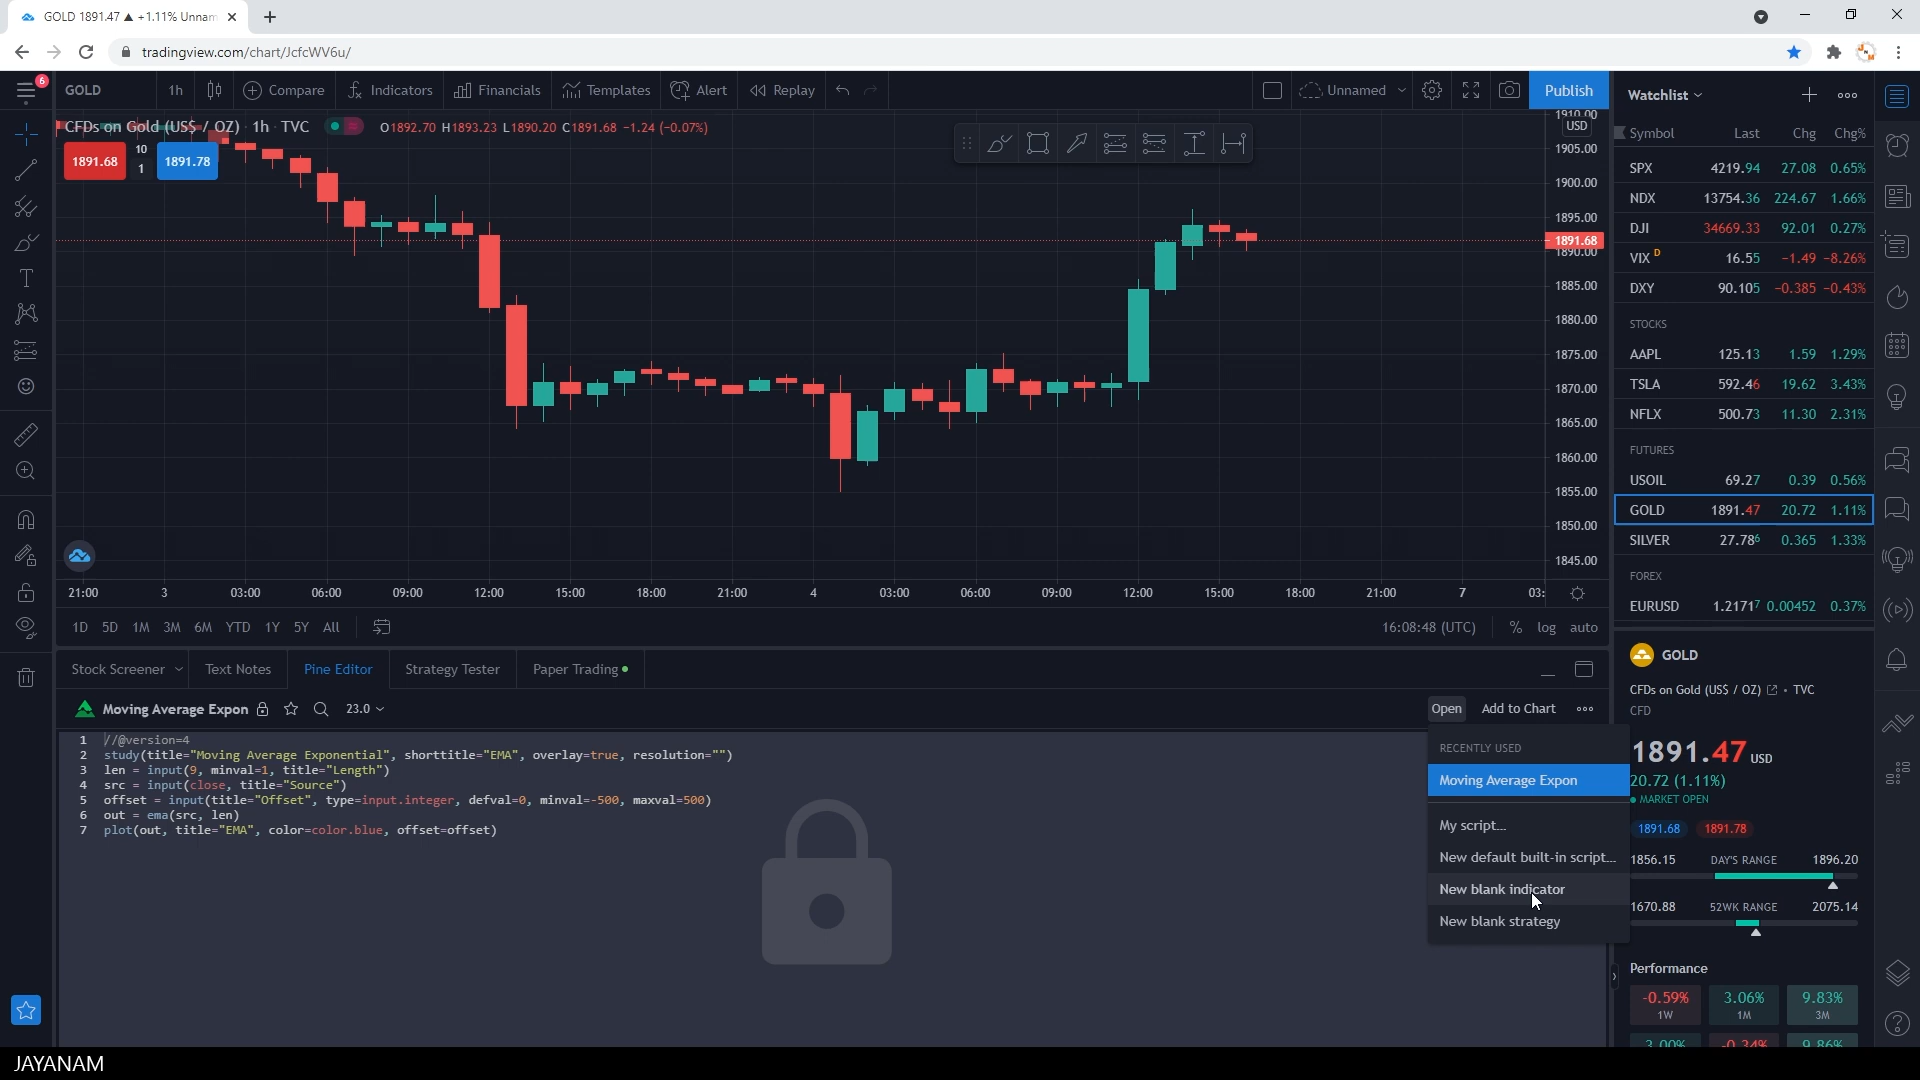 GOLD 1891.47 ▲ +1.11% Unnam
tradingview.com/chart/JcfcWV6u/
6
GOLD 1h Compare Indicators Financials Templates Alert Replay Unnamed Publish
CFDs on Gold (US$ / OZ) · 1h · TVC O1892.70 H1893.23 L1890.20 C1891.68 −1.24 (−0.07%)
1891.68 10 1 1891.78
USD
1910.00
1905.00
1900.00
1895.00
1891.68
1890.00
1885.00
1880.00
1875.00
1870.00
1865.00
1860.00
1855.00
1850.00
1845.00
21:00 3 03:00 06:00 09:00 12:00 15:00 18:00 21:00 4 03:00 06:00 09:00 12:00 15:00 18:00 21:00 7 03:
1D 5D 1M 3M 6M YTD 1Y 5Y All 16:08:48 (UTC) % log auto
Stock Screener Text Notes Pine Editor Strategy Tester Paper Trading
Moving Average Expon 23.0 Open Add to Chart
1 //@version=4
2 study(title="Moving Average Exponential", shorttitle="EMA", overlay=true, resolution="")
3 len = input(9, minval=1, title="Length")
4 src = input(close, title="Source")
5 offset = input(title="Offset", type=input.integer, defval=0, minval=-500, maxval=500)
6 out = ema(src, len)
7 plot(out, title="EMA", color=color.blue, offset=offset)
RECENTLY USED
Moving Average Expon
My script...
New default built-in script...
New blank indicator
New blank strategy
Watchlist
Symbol Last Chg Chg%
SPX 4219.94 27.08 0.65%
NDX 13754.36 224.67 1.66%
DJI 34669.33 92.01 0.27%
VIX D 16.55 −1.49 −8.26%
DXY 90.105 −0.385 −0.43%
STOCKS
AAPL 125.13 1.59 1.29%
TSLA 592.46 19.62 3.43%
NFLX 500.73 11.30 2.31%
FUTURES
USOIL 69.27 0.39 0.56%
GOLD 1891.47 20.72 1.11%
SILVER 27.786 0.365 1.33%
FOREX
EURUSD 1.21717 0.00452 0.37%
GOLD
CFDs on Gold (US$ / OZ) • TVC
CFD
1891.47 USD
20.72 (1.11%)
MARKET OPEN
1891.68 1891.78
1856.15 DAY'S RANGE 1896.20
1670.88 52WK RANGE 2075.14
Performance
-0.59% 3.06% 9.83%
1W 1M 3M
3.00% -0.34% 9.86%
JAYANAM